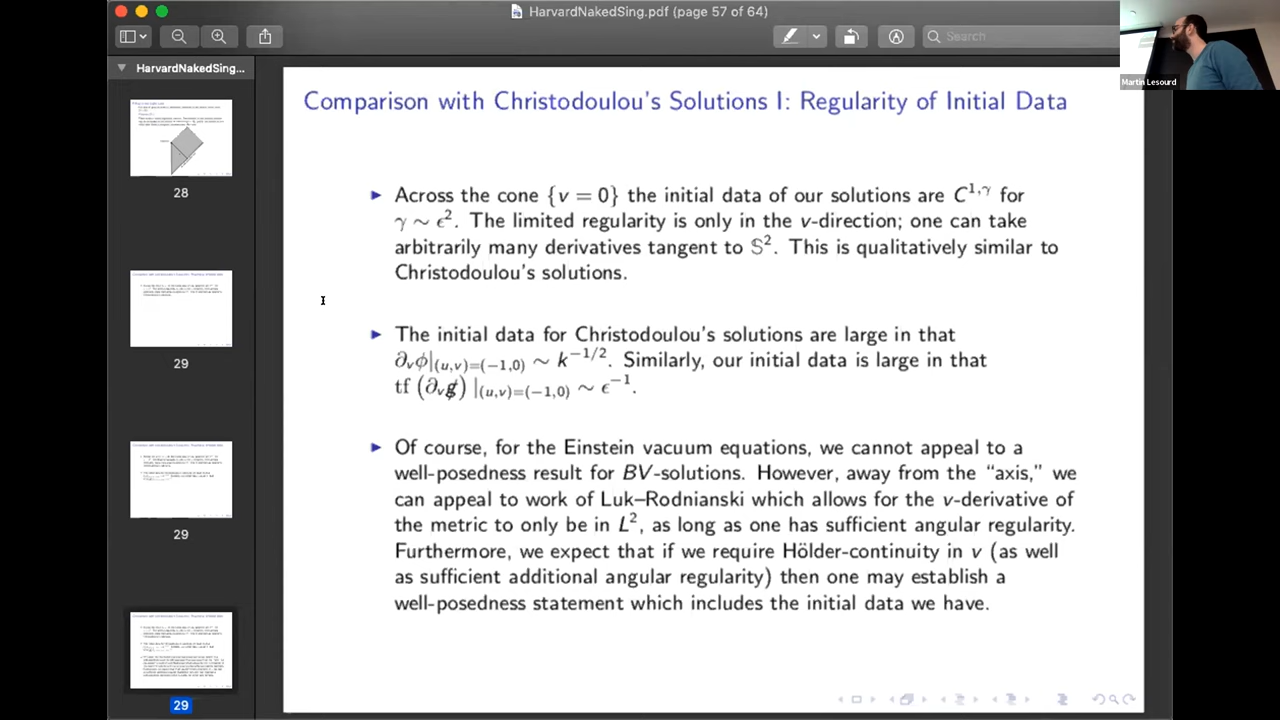 HarvardNakedSing.pdf (page 57 of 64)
Search
Martin Lesourd
HarvardNakedSing...
28
29
29
29
Comparison with Christodoulou's Solutions I: Regularity of Initial Data
Across the cone {v = 0} the initial data of our solutions are C^{1,γ} for
γ ∼ ϵ². The limited regularity is only in the v-direction; one can take
arbitrarily many derivatives tangent to 𝕊². This is qualitatively similar to
Christodoulou's solutions.
The initial data for Christodoulou's solutions are large in that
∂ᵥϕ|_{(u,v)=(−1,0)} ∼ k^{−1/2}. Similarly, our initial data is large in that
tf (∂ᵥg̸) |_{(u,v)=(−1,0)} ∼ ϵ^{−1}.
Of course, for the Einstein vacuum equations, we cannot appeal to a
well-posedness result for BV-solutions. However, away from the “axis,” we
can appeal to work of Luk–Rodnianski which allows for the v-derivative of
the metric to only be in L², as long as one has sufficient angular regularity.
Furthermore, we expect that if we require Hölder-continuity in v (as well
as sufficient additional angular regularity) then one may establish a
well-posedness statement which includes the initial data we have.